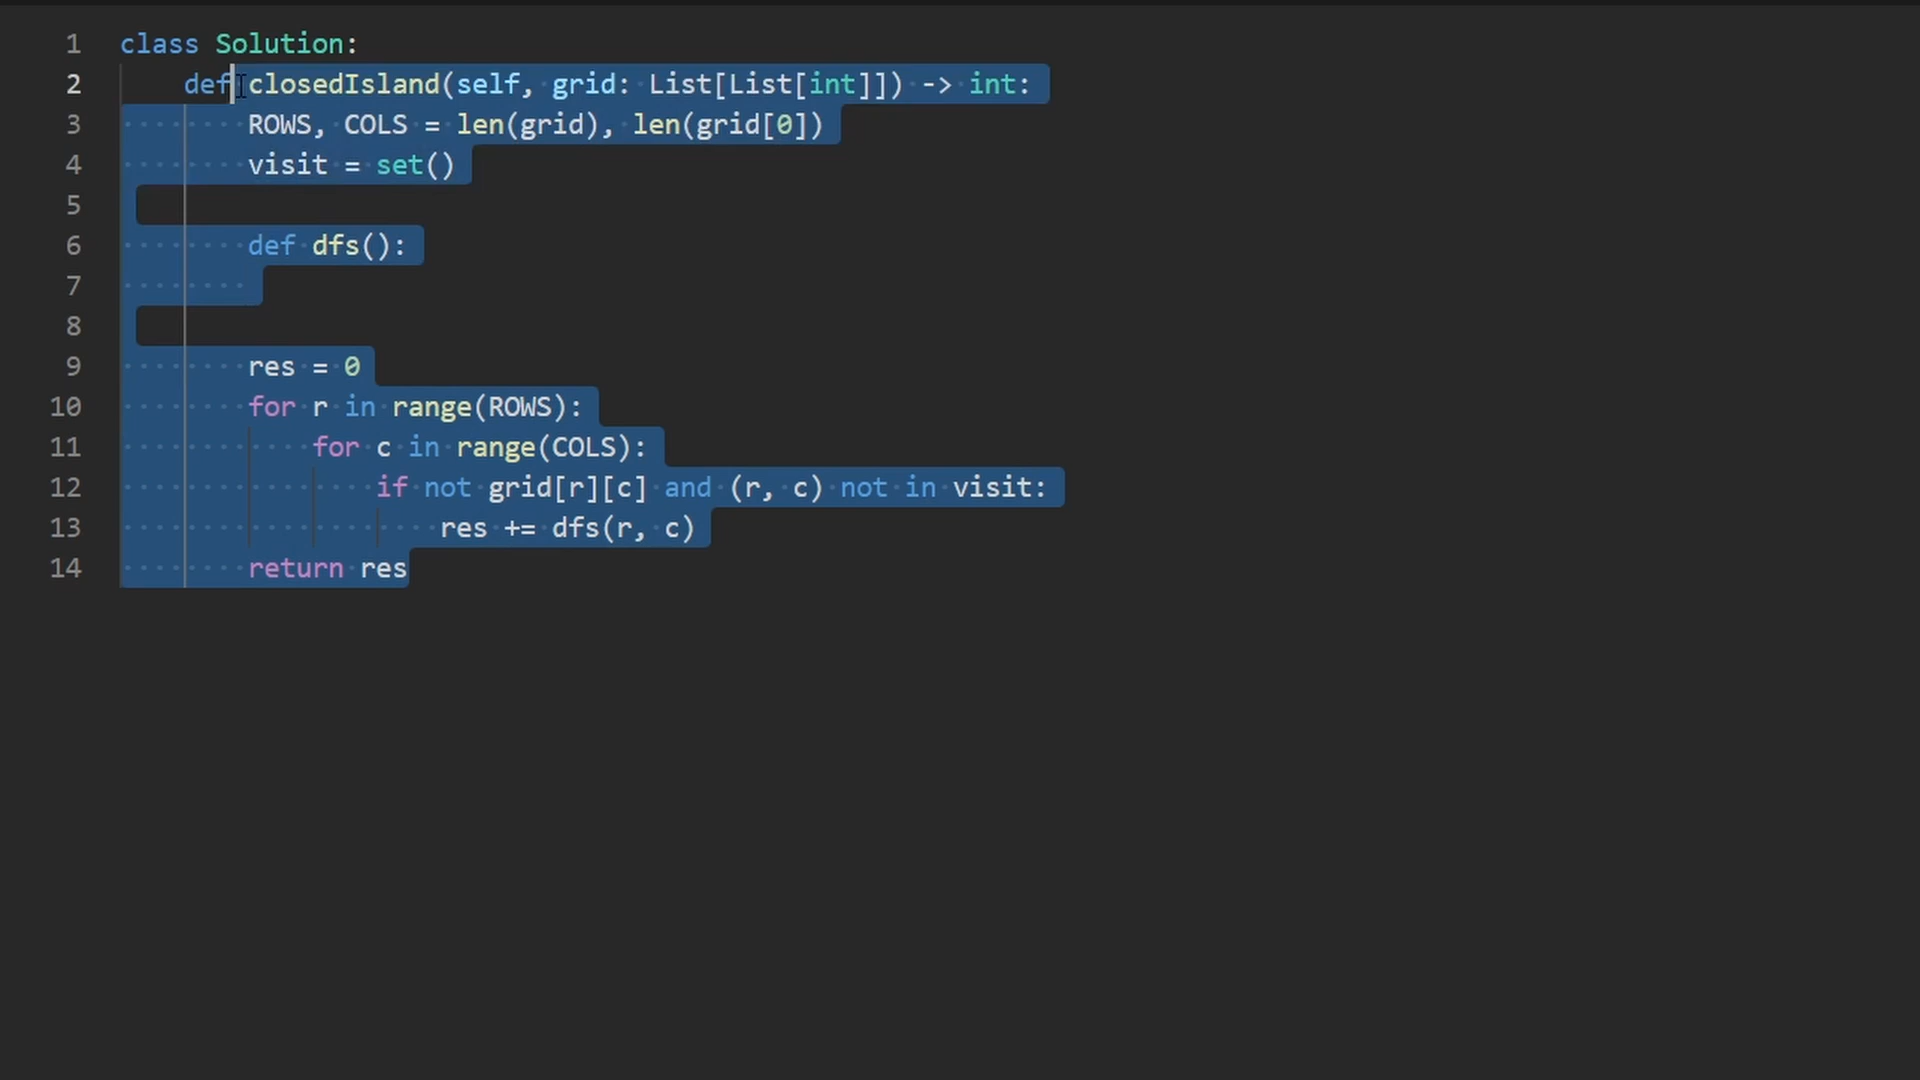 1 class Solution:
2     def closedIsland(self, grid: List[List[int]]) -> int:
3         ROWS, COLS = len(grid), len(grid[0])
4         visit = set()
5
6         def dfs():
7
8
9         res = 0
10         for r in range(ROWS):
11             for c in range(COLS):
12                 if not grid[r][c] and (r, c) not in visit:
13                     res += dfs(r, c)
14         return res